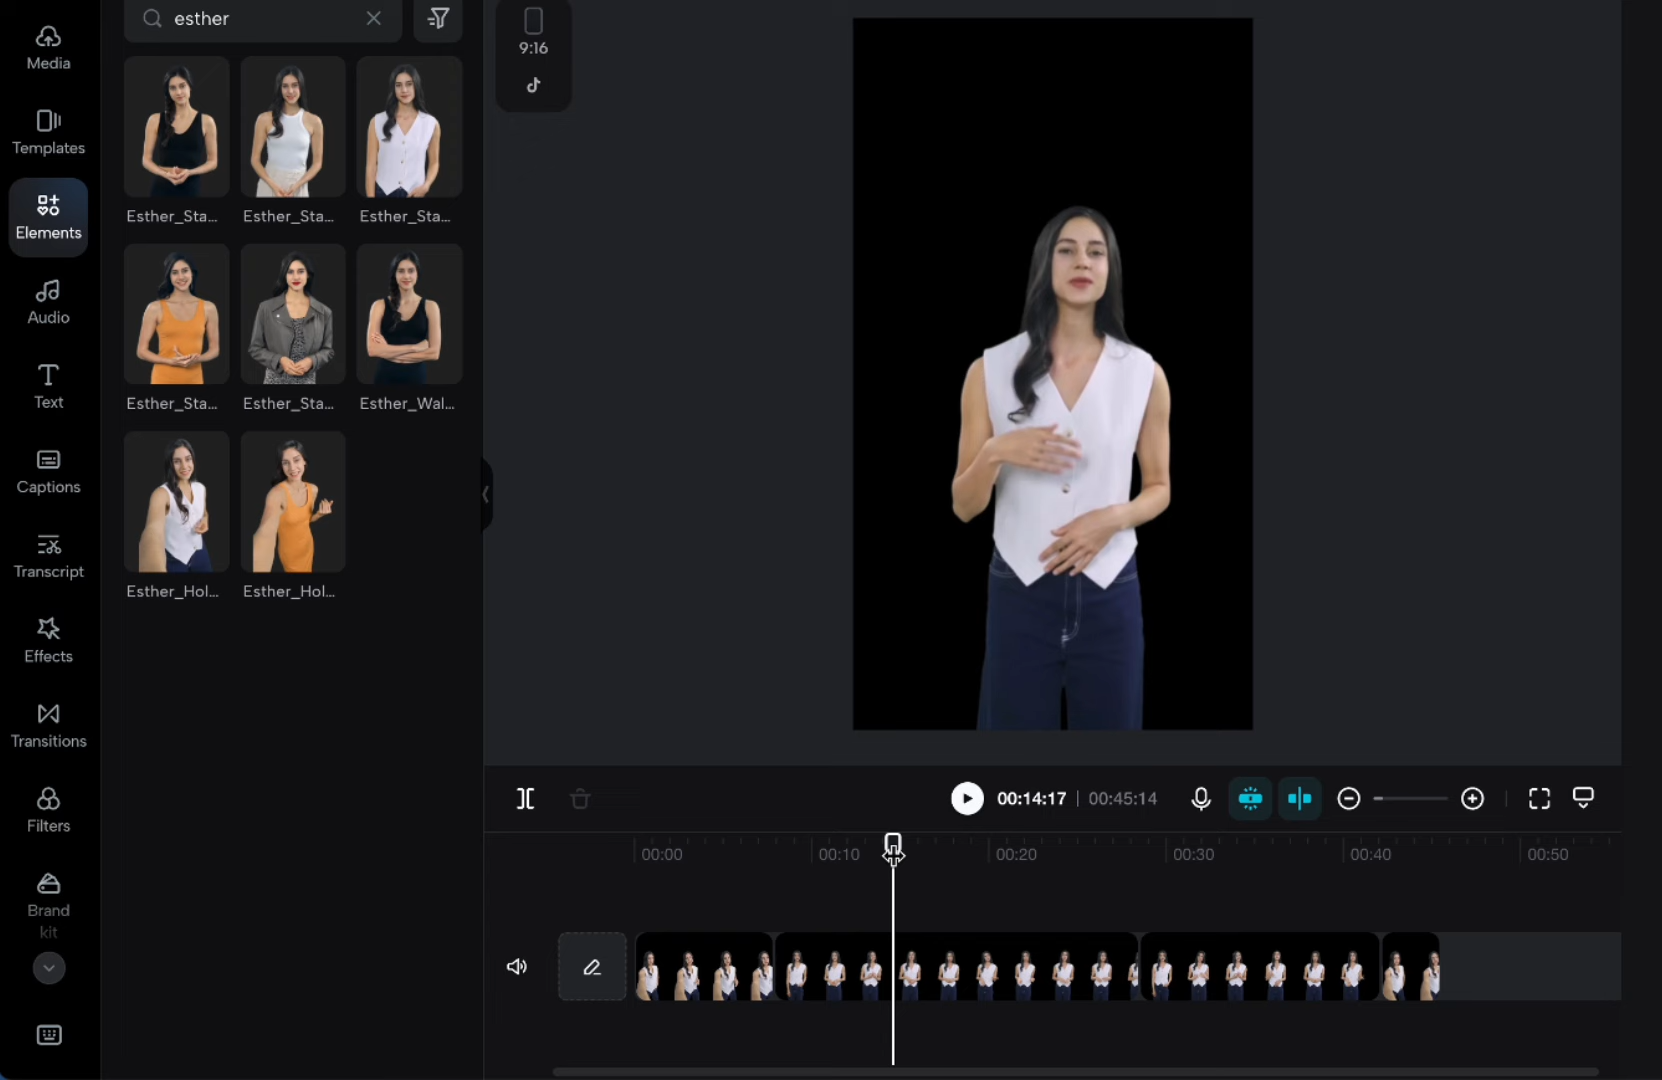 Media
Templates
Elements
Audio
Text
Captions
Transcript
Effects
Transitions
Filters
Brand
kit
esther
Esther_Sta...
Esther_Sta...
Esther_Sta...
Esther_Sta...
Esther_Sta...
Esther_Wal...
Esther_Hol...
Esther_Hol...
9:16
00:14:17 | 00:45:14
00:00
00:10
00:20
00:30
00:40
00:50